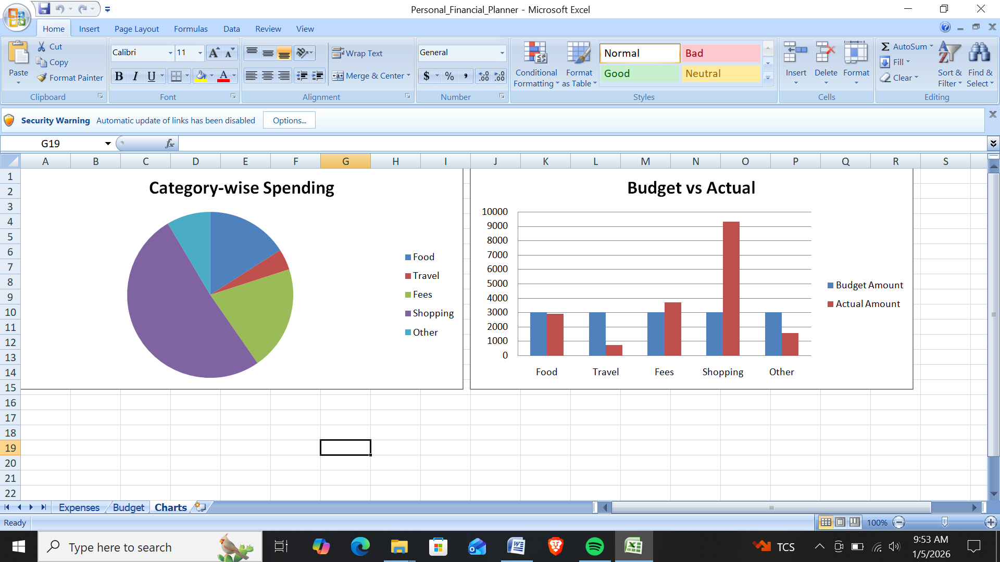 Personal_Financial_Planner - Microsoft Excel
Home Insert Page Layout Formulas Data Review View
Paste
Cut
Copy
Format Painter
Clipboard
Calibri 11
B I U A
Font
Wrap Text
Merge & Center
Alignment
General
$ % ,
Number
Conditional Formatting
Format as Table
Normal Bad
Good Neutral
Styles
Insert Delete Format
Cells
AutoSum
Fill
Clear
Sort & Filter
Find & Select
Editing
Security Warning Automatic update of links has been disabled Options...
G19 fx
A B C D E F G H I J K L M N O P Q R S
1
2
3
4
5
6
7
8
9
10
11
12
13
14
15
16
17
18
19
20
21
22
Category-wise Spending
Food
Travel
Fees
Shopping
Other
Budget vs Actual
10000
9000
8000
7000
6000
5000
4000
3000
2000
1000
0
Food Travel Fees Shopping Other
Budget Amount
Actual Amount
Expenses Budget Charts
Ready 100%
Type here to search
TCS
9:53 AM
1/5/2026